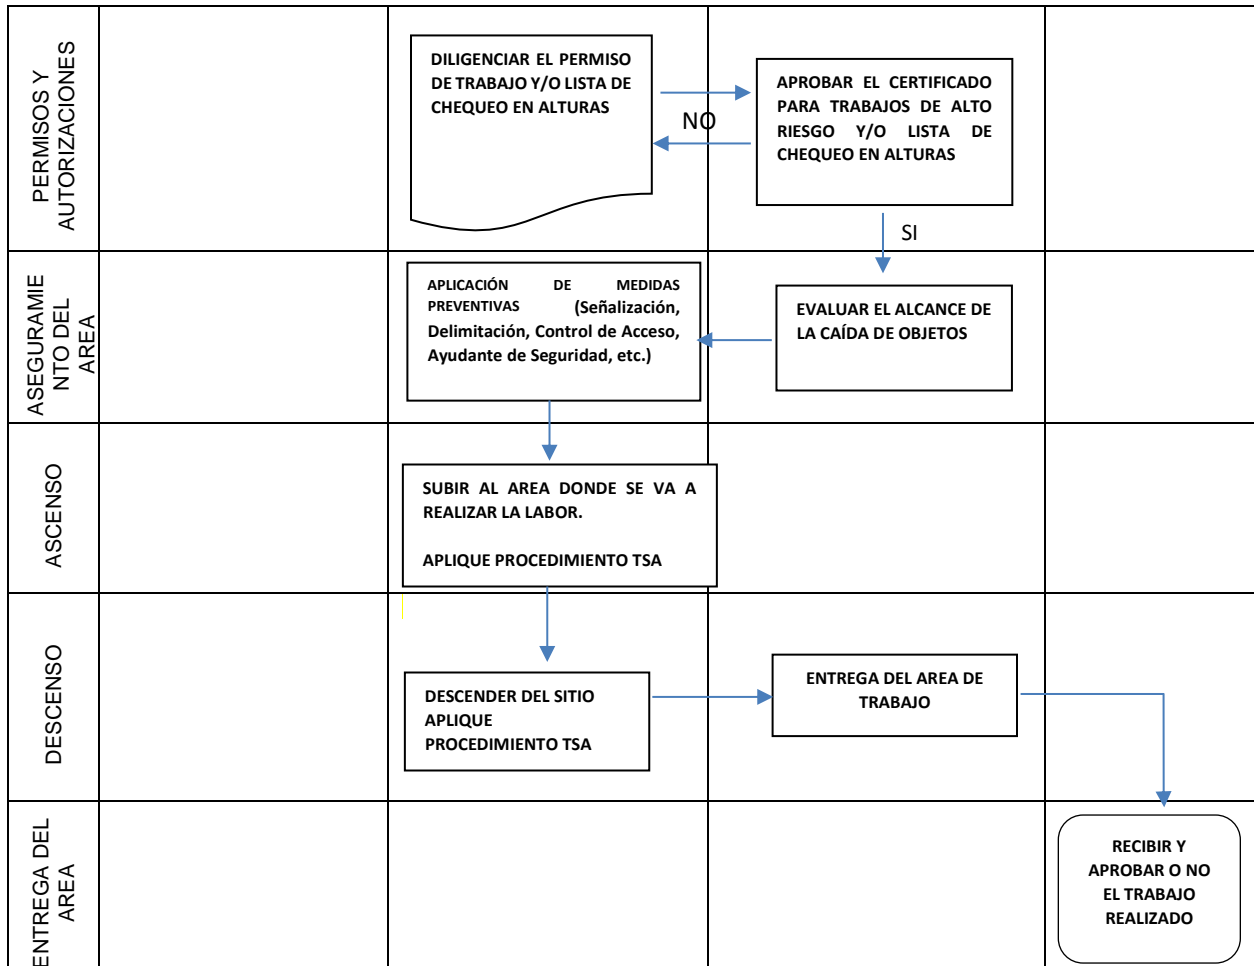 PERMISOS Y
AUTORIZACIONES
DILIGENCIAR EL PERMISO
DE TRABAJO Y/O LISTA DE
CHEQUEO EN ALTURAS
NO
APROBAR EL CERTIFICADO
PARA TRABAJOS DE ALTO
RIESGO Y/O LISTA DE
CHEQUEO EN ALTURAS
SI
ASEGURAMIE
NTO DEL
AREA
APLICACIÓN DE MEDIDAS
PREVENTIVAS (Señalización,
Delimitación, Control de Acceso,
Ayudante de Seguridad, etc.)
EVALUAR EL ALCANCE DE
LA CAÍDA DE OBJETOS
ASCENSO
SUBIR AL AREA DONDE SE VA A
REALIZAR LA LABOR.
APLIQUE PROCEDIMIENTO TSA
DESCENSO
DESCENDER DEL SITIO
APLIQUE
PROCEDIMIENTO TSA
ENTREGA DEL AREA DE
TRABAJO
ENTREGA DEL
AREA
RECIBIR Y
APROBAR O NO
EL TRABAJO
REALIZADO